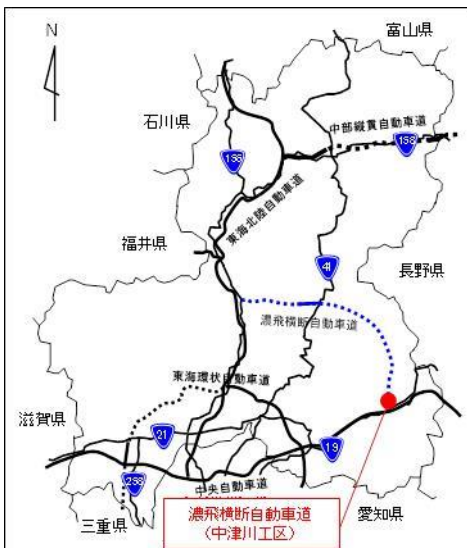 N
富山県
石川県
中部縦貫自動車道
158
156
東海北陸自動車道
福井県
41
長野県
濃飛横断自動車道
東海環状自動車道
滋賀県
21
19
258
中央自動車道
三重県
愛知県
濃飛横断自動車道
(中津川工区)